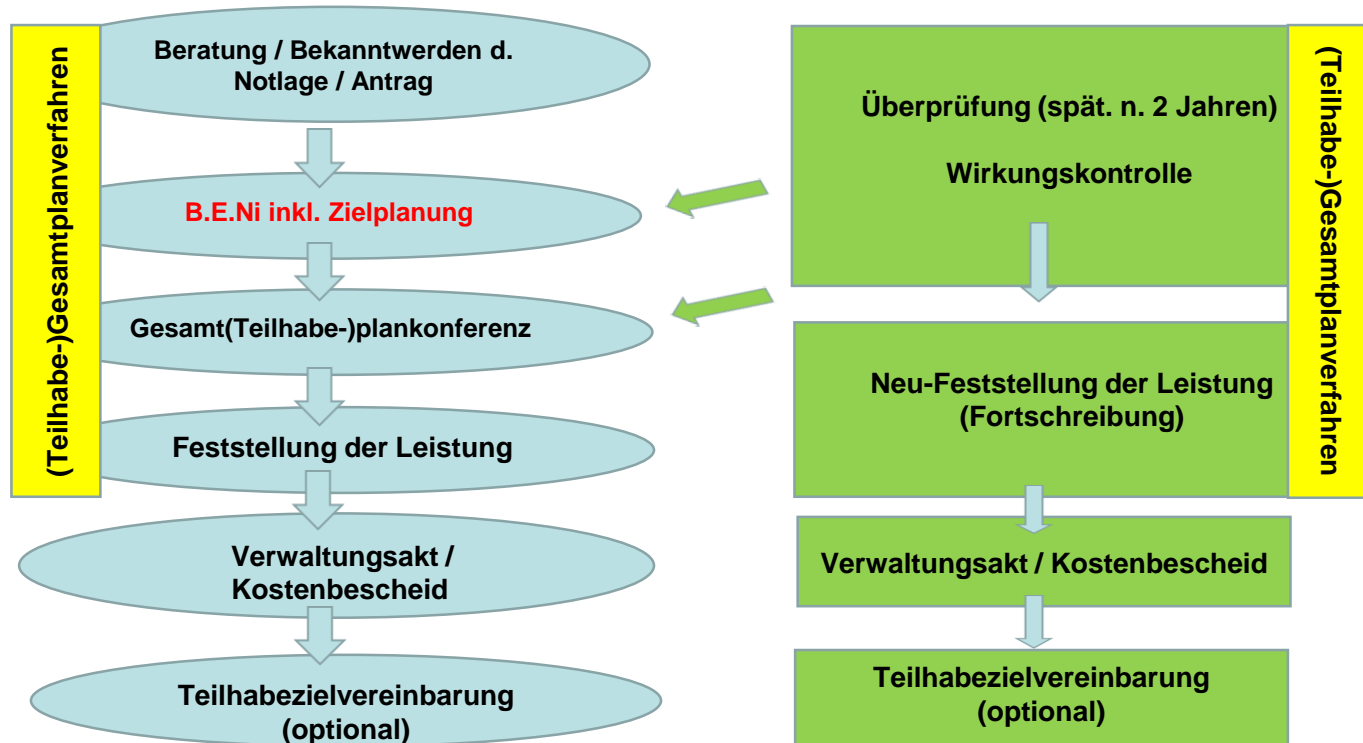 (Teilhabe-)Gesamtplanverfahren
Beratung / Bekanntwerden d.
Notlage / Antrag
B.E.Ni inkl. Zielplanung
Gesamt(Teilhabe-)plankonferenz
Feststellung der Leistung
Verwaltungsakt /
Kostenbescheid
Teilhabezielvereinbarung
(optional)
Überprüfung (spät. n. 2 Jahren)
Wirkungskontrolle
Neu-Feststellung der Leistung
(Fortschreibung)
Verwaltungsakt / Kostenbescheid
Teilhabezielvereinbarung
(optional)
(Teilhabe-)Gesamtplanverfahren